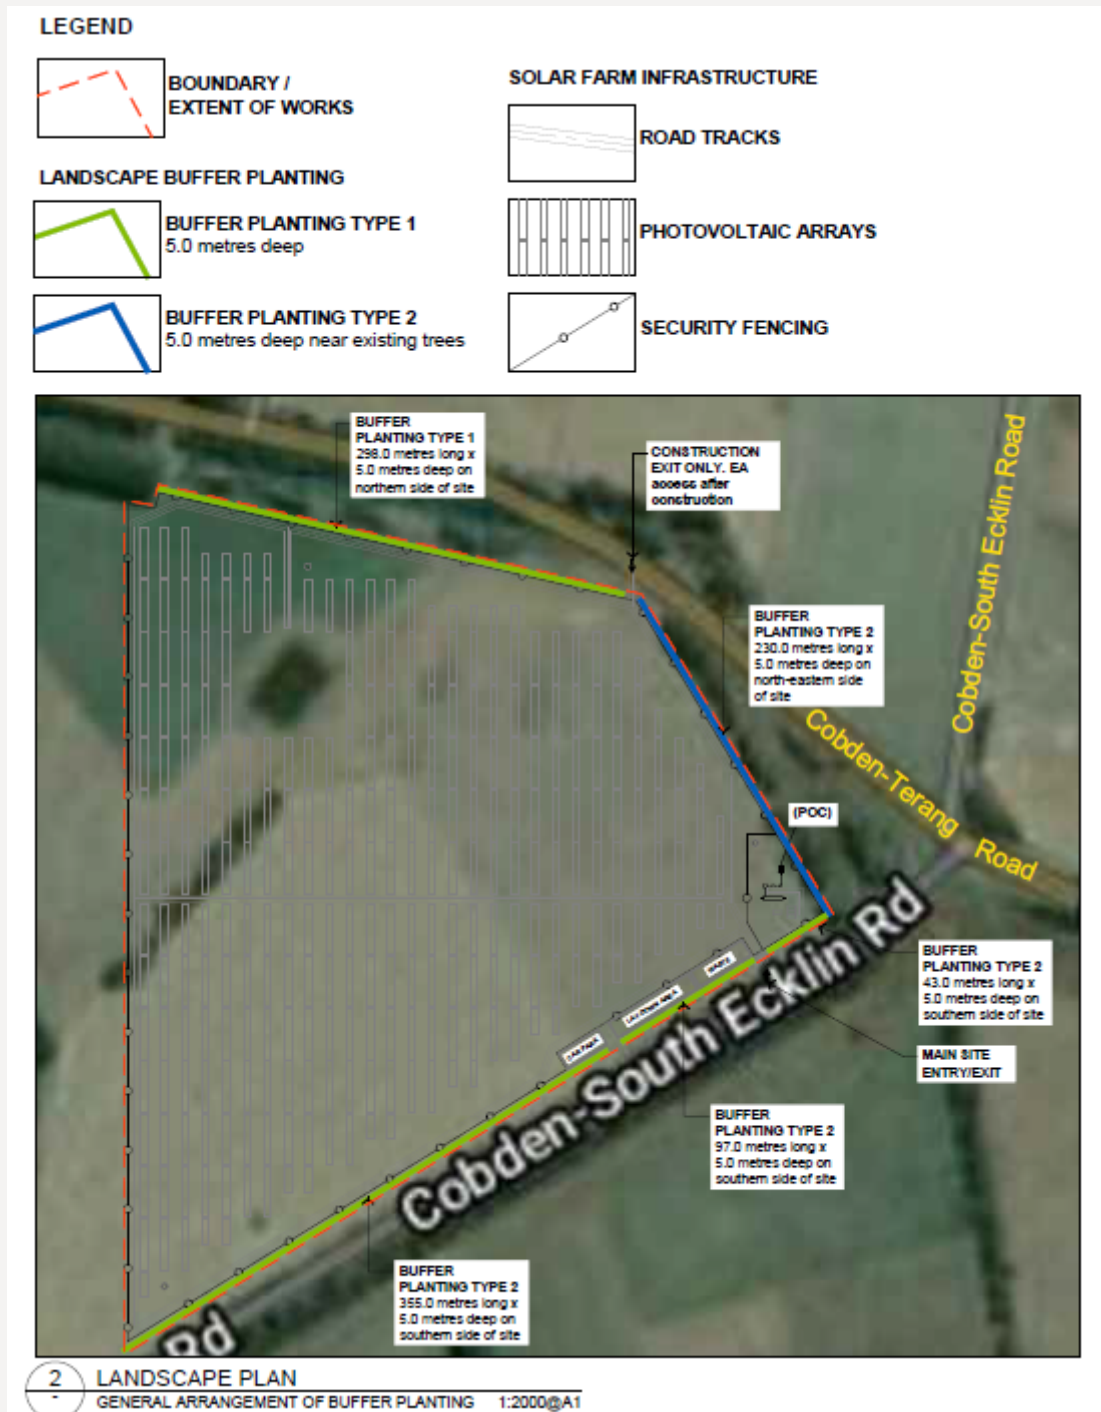 LEGEND
BOUNDARY /
EXTENT OF WORKS
LANDSCAPE BUFFER PLANTING
BUFFER PLANTING TYPE 1
5.0 metres deep
BUFFER PLANTING TYPE 2
5.0 metres deep near existing trees
SOLAR FARM INFRASTRUCTURE
ROAD TRACKS
PHOTOVOLTAIC ARRAYS
SECURITY FENCING
BUFFER
PLANTING TYPE 1
298.0 metres long x
5.0 metres deep on
northern side of site
CONSTRUCTION
EXIT ONLY. EA
access after
construction
Cobden-South Ecklin Road
BUFFER
PLANTING TYPE 2
230.0 metres long x
5.0 metres deep on
north-eastern side
of site
Cobden-Terang Road
(POC)
Cobden-South Ecklin Rd
BUFFER
PLANTING TYPE 2
43.0 metres long x
5.0 metres deep on
southern side of site
LAY DOWN AREA
CAR PARK
MAIN SITE
ENTRY/EXIT
BUFFER
PLANTING TYPE 2
97.0 metres long x
5.0 metres deep on
southern side of site
BUFFER
PLANTING TYPE 2
355.0 metres long x
5.0 metres deep on
southern side of site
Rd
2
-
LANDSCAPE PLAN
GENERAL ARRANGEMENT OF BUFFER PLANTING 1:2000@A1